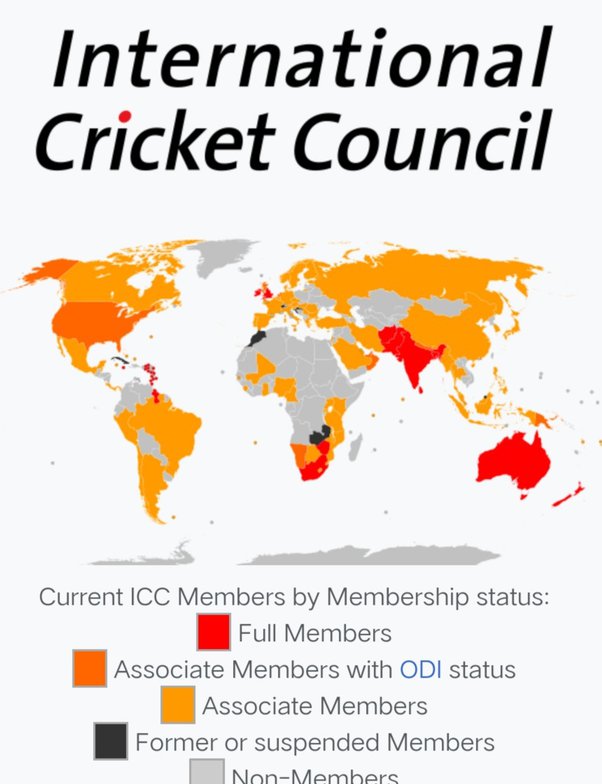 International
Cricket Council
Current ICC Members by Membership status:
Full Members
Associate Members with ODI status
Associate Members
Former or suspended Members
Non-Members